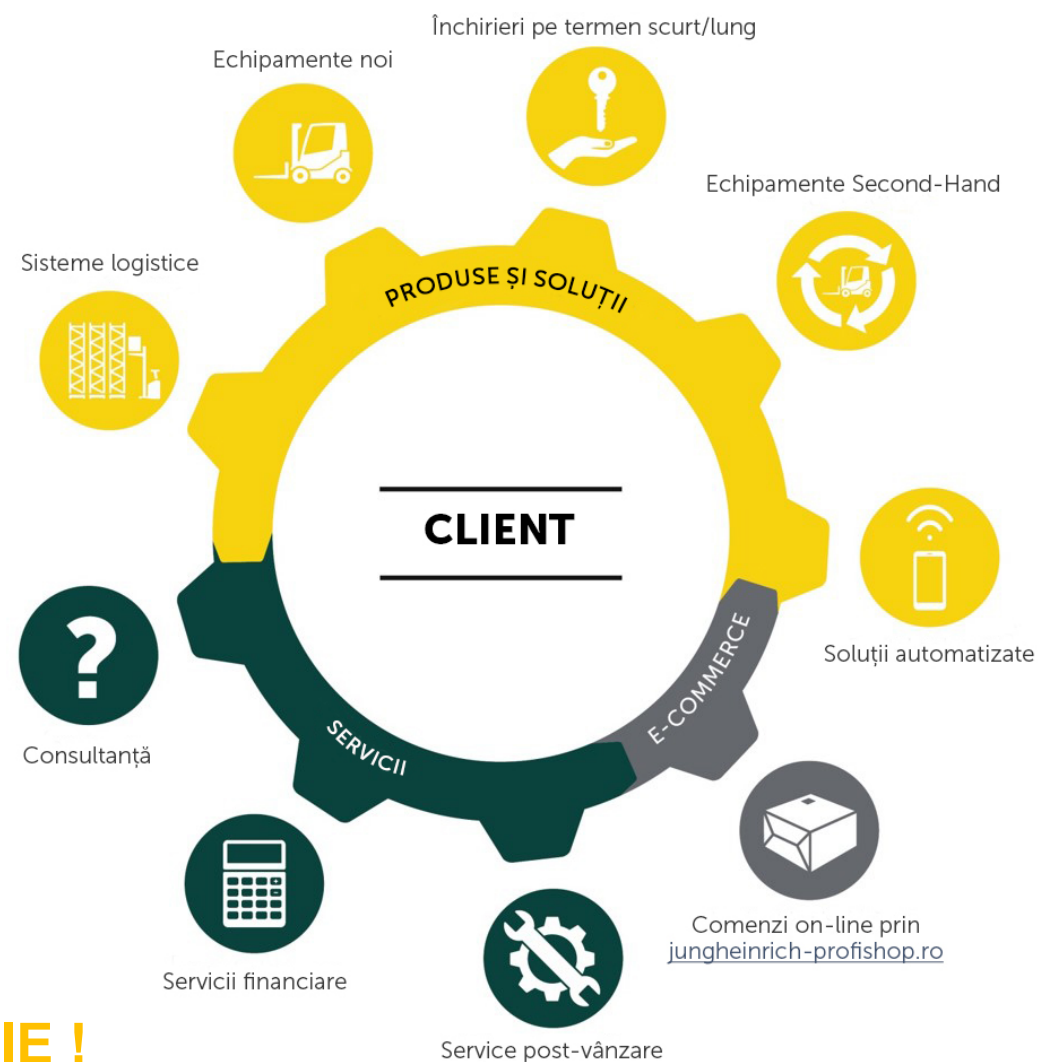 Închirieri pe termen scurt/lung
Echipamente noi
Echipamente Second-Hand
Sisteme logistice
PRODUSE ȘI SOLUȚII
CLIENT
Soluții automatizate
E-COMMERCE
SERVICII
?
Consultanță
Comenzi on-line prin
jungheinrich-profishop.ro
Servicii financiare
IE !
Service post-vânzare